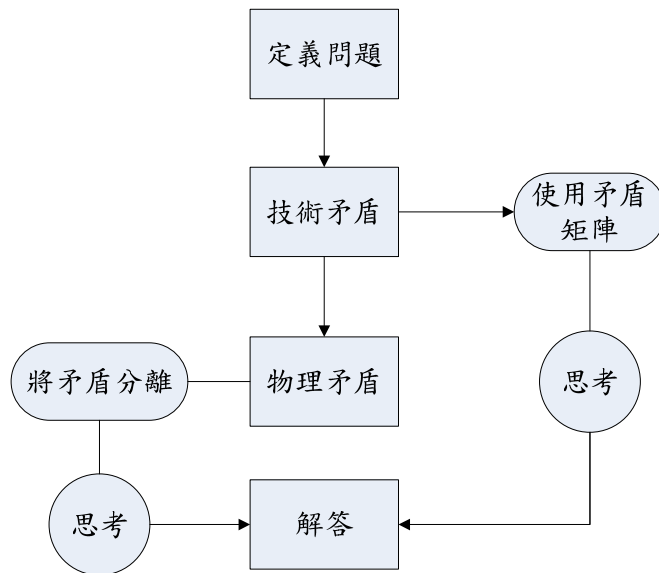 定義問題
技術矛盾
使用矛盾
矩陣
將矛盾分離
物理矛盾
思考
思考
解答